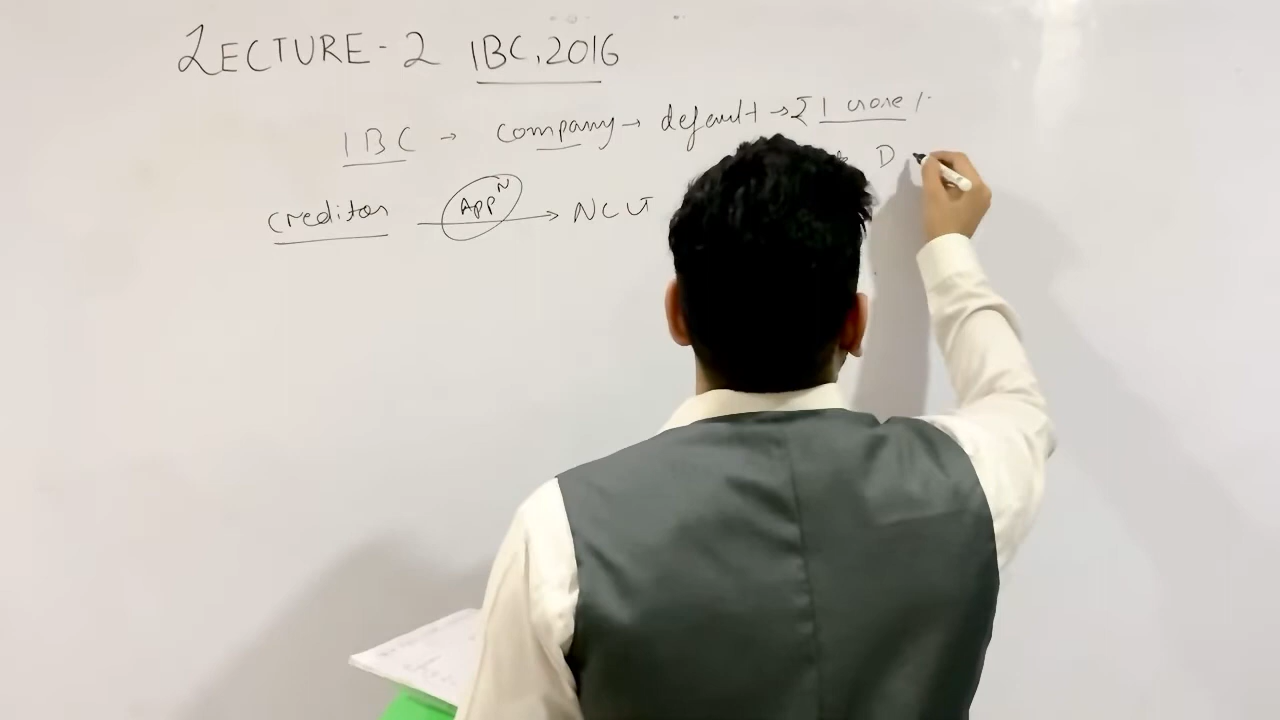 LECTURE-2 IBC,2016
IBC → company → default → ₹1 crore/-
D
creditor APPᴺ → NCLT